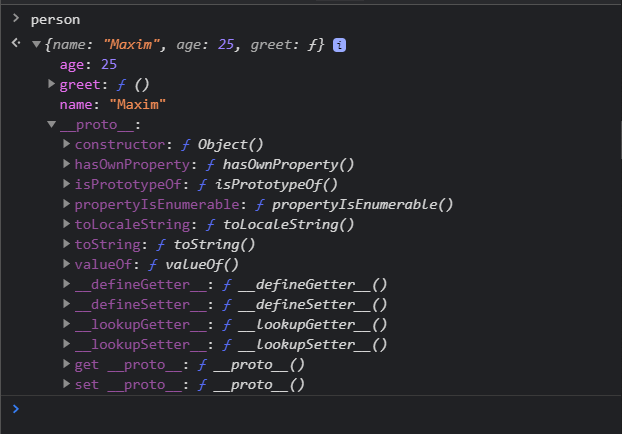 person
{name: "Maxim", age: 25, greet: ƒ} i
age: 25
greet: ƒ ()
name: "Maxim"
__proto__:
constructor: ƒ Object()
hasOwnProperty: ƒ hasOwnProperty()
isPrototypeOf: ƒ isPrototypeOf()
propertyIsEnumerable: ƒ propertyIsEnumerable()
toLocaleString: ƒ toLocaleString()
toString: ƒ toString()
valueOf: ƒ valueOf()
__defineGetter__: ƒ __defineGetter__()
__defineSetter__: ƒ __defineSetter__()
__lookupGetter__: ƒ __lookupGetter__()
__lookupSetter__: ƒ __lookupSetter__()
get __proto__: ƒ __proto__()
set __proto__: ƒ __proto__()